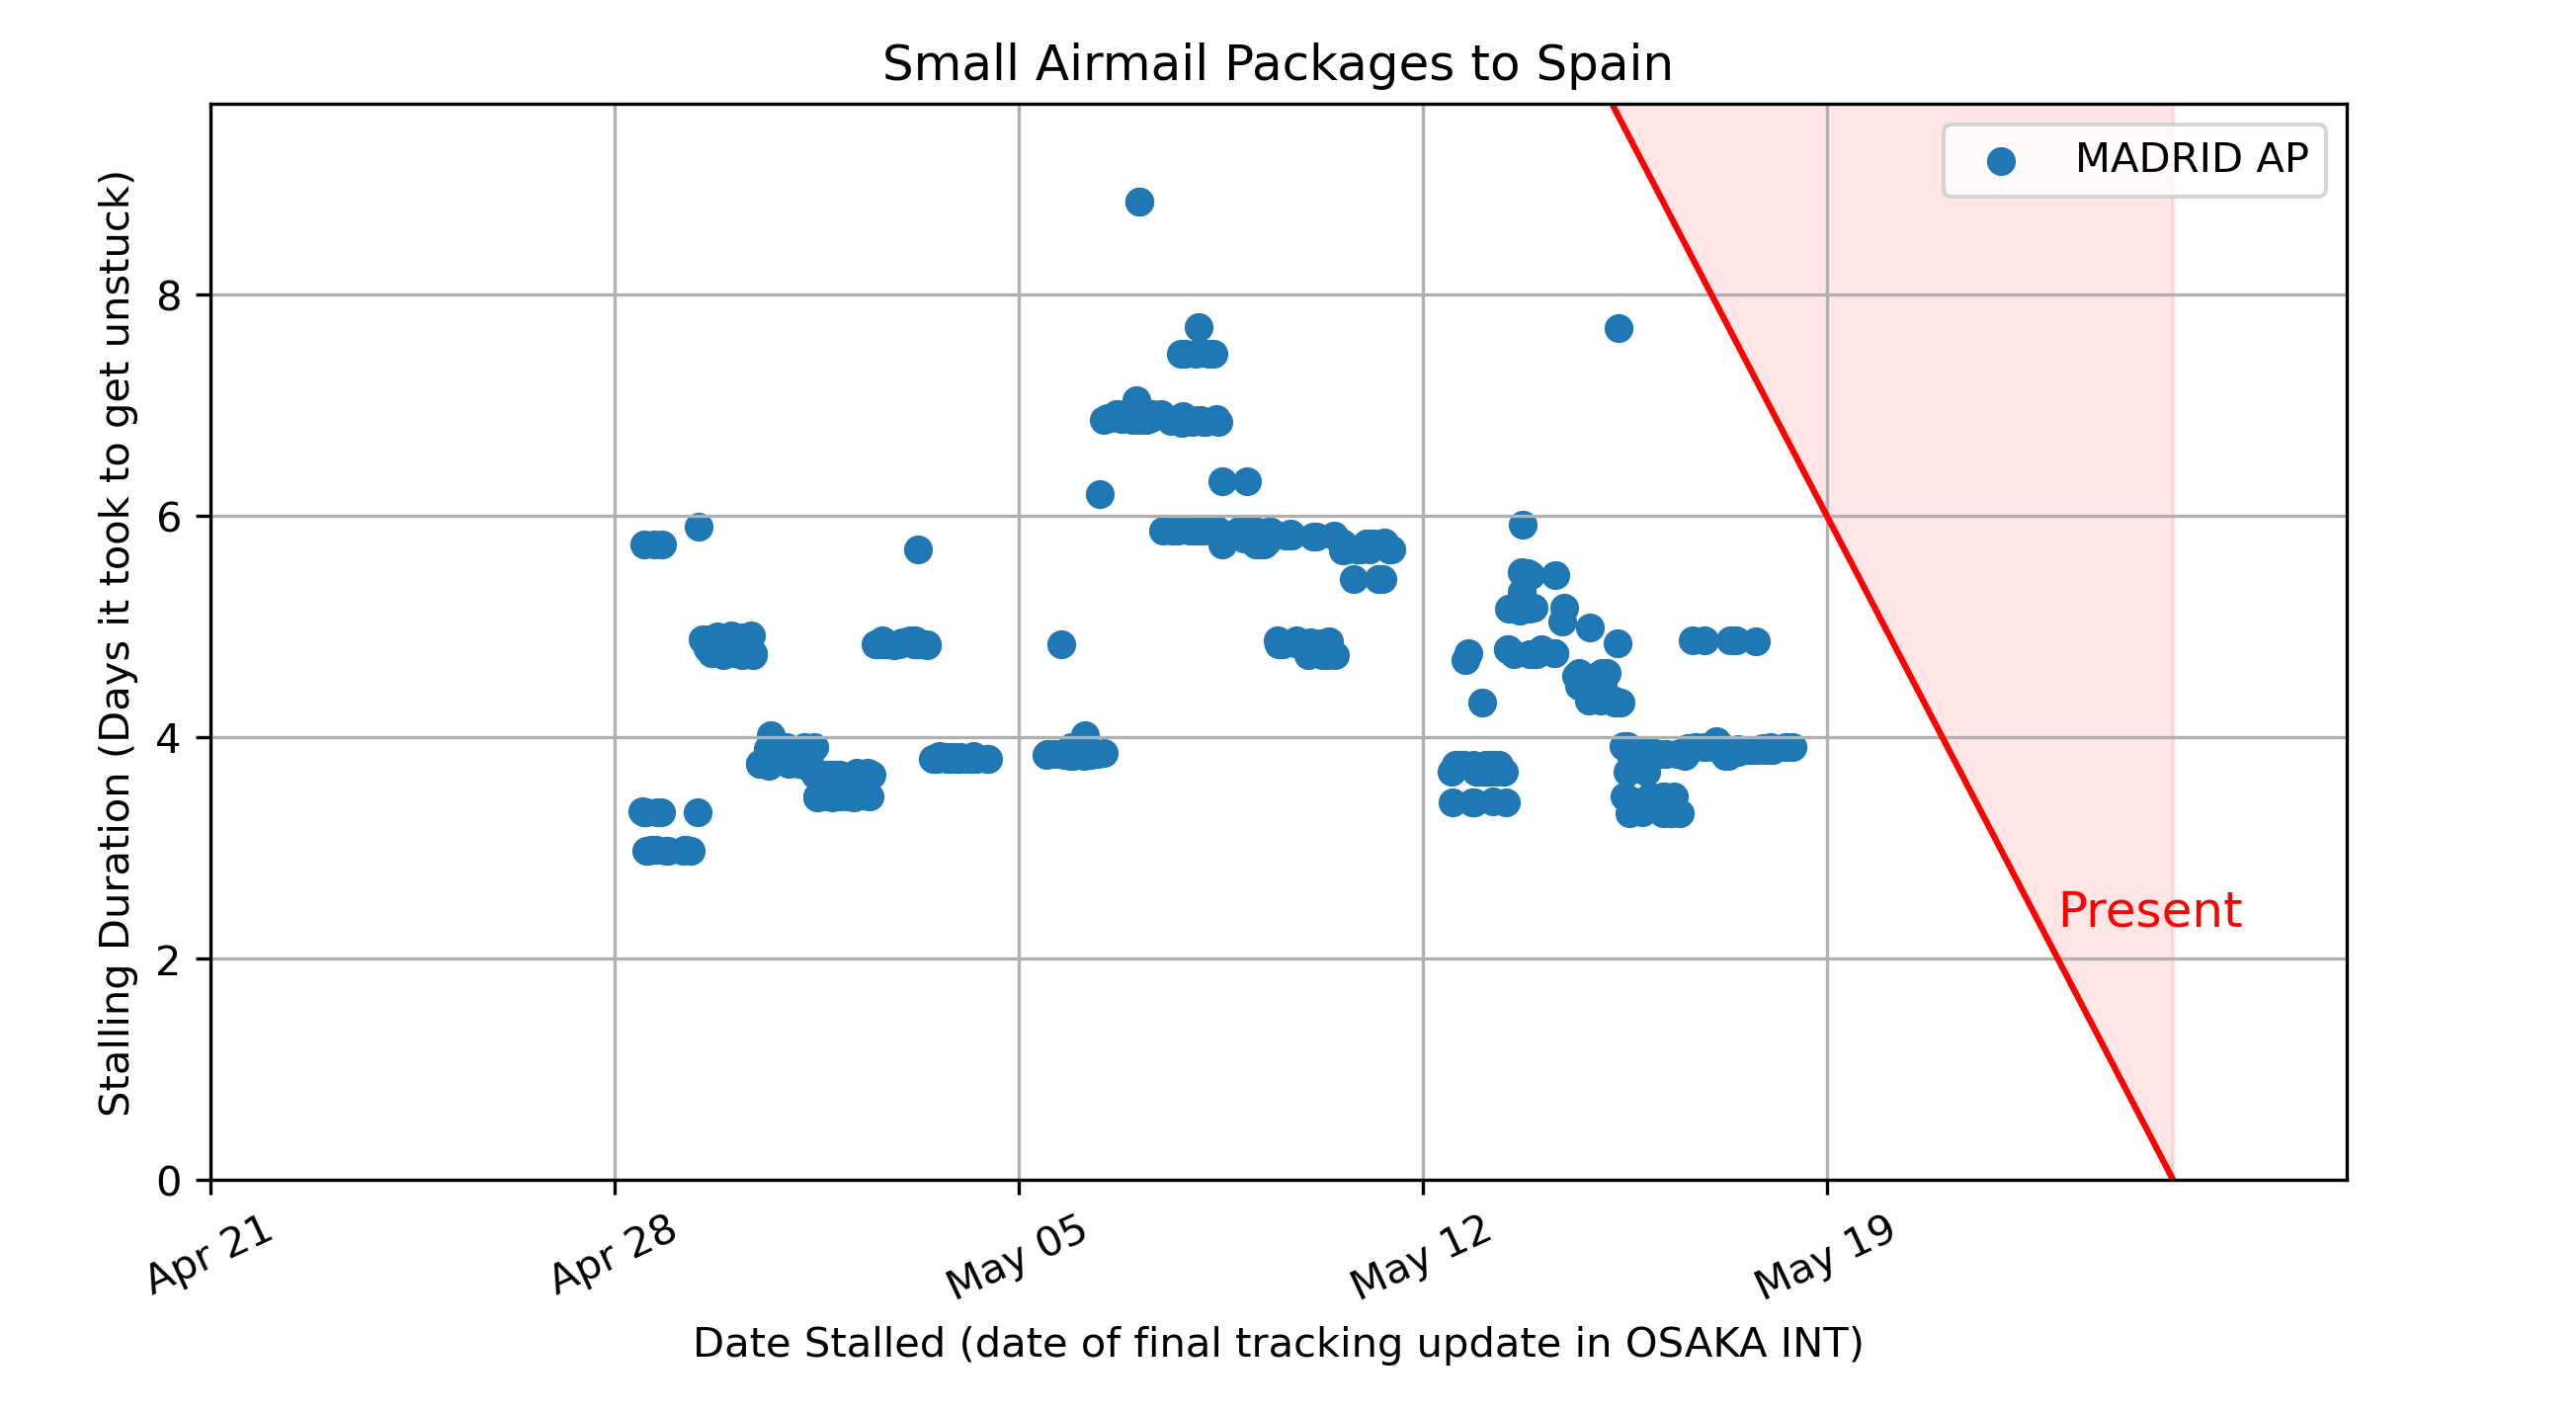 Small Airmail Packages to Spain
MADRID AP
Stalling Duration (Days it took to get unstuck)
8
6
4
2
0
Present
Apr 21
Apr 28
May 05
May 12
May 19
Date Stalled (date of final tracking update in OSAKA INT)